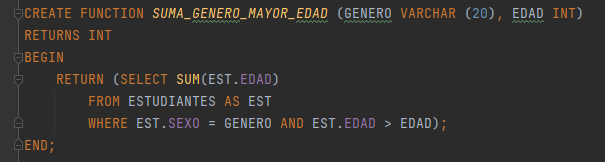 CREATE FUNCTION SUMA_GENERO_MAYOR_EDAD (GENERO VARCHAR (20), EDAD INT)
RETURNS INT
BEGIN
    RETURN (SELECT SUM(EST.EDAD)
        FROM ESTUDIANTES AS EST
        WHERE EST.SEXO = GENERO AND EST.EDAD > EDAD);
END;